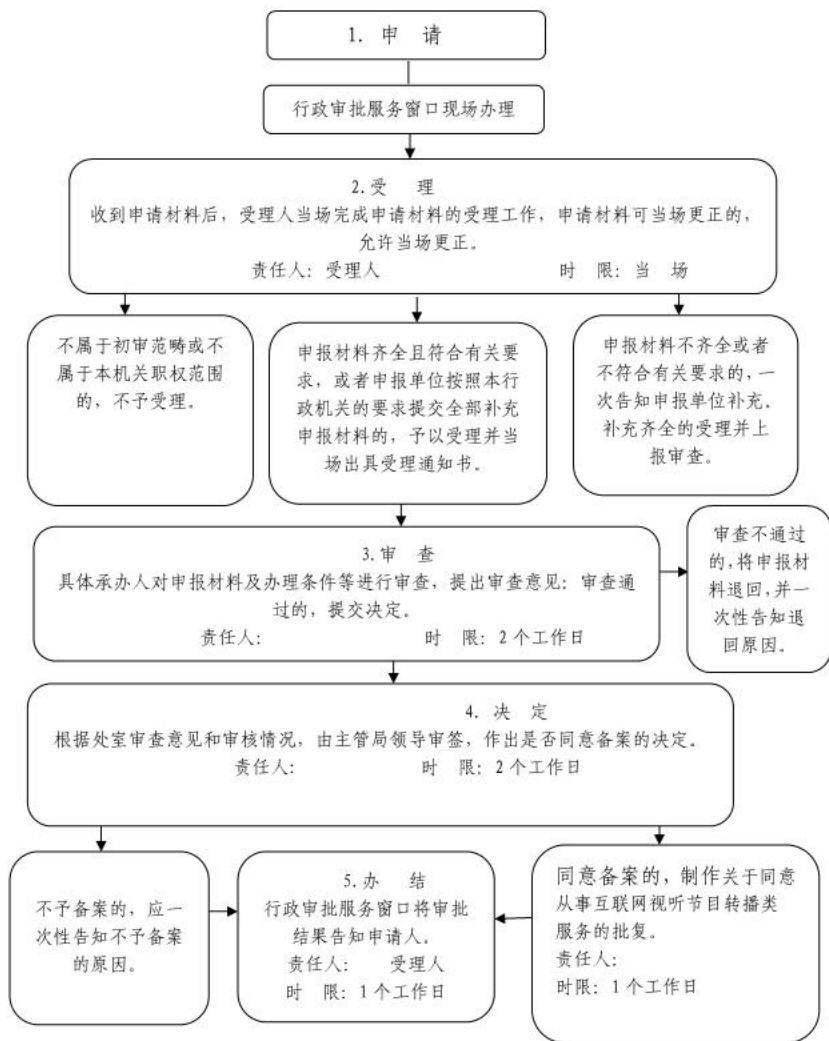 1. 申 请
行政审批服务窗口现场办理
2.受 理
收到申请材料后，受理人当场完成申请材料的受理工作，申请材料可当场更正的，
允许当场更正。
责任人：受理人 时 限：当 场
不属于初审范畴或不
属于本机关职权范围
的，不予受理。
申报材料齐全且符合有关要
求，或者申报单位按照本行
政机关的要求提交全部补充
申报材料的，予以受理并当
场出具受理通知书。
申报材料不齐全或者
不符合有关要求的，一
次告知申报单位补充。
补充齐全的受理并上
报审查。
3.审 查
具体承办人对申报材料及办理条件等进行审查，提出审查意见；审查通
过的，提交决定。
责任人： 时 限：2个工作日
审查不通过
的，将申报材
料退回，并一
次性告知退
回原因。
4. 决 定
根据处室审查意见和审核情况，由主管局领导审签，作出是否同意备案的决定。
责任人： 时 限：2个工作日
不予备案的，应一
次性告知不予备案
的原因。
5.办 结
行政审批服务窗口将审批
结果告知申请人。
责任人： 受理人
时 限：1个工作日
同意备案的，制作关于同意
从事互联网视听节目转播类
服务的批复。
责任人：
时限：1个工作日